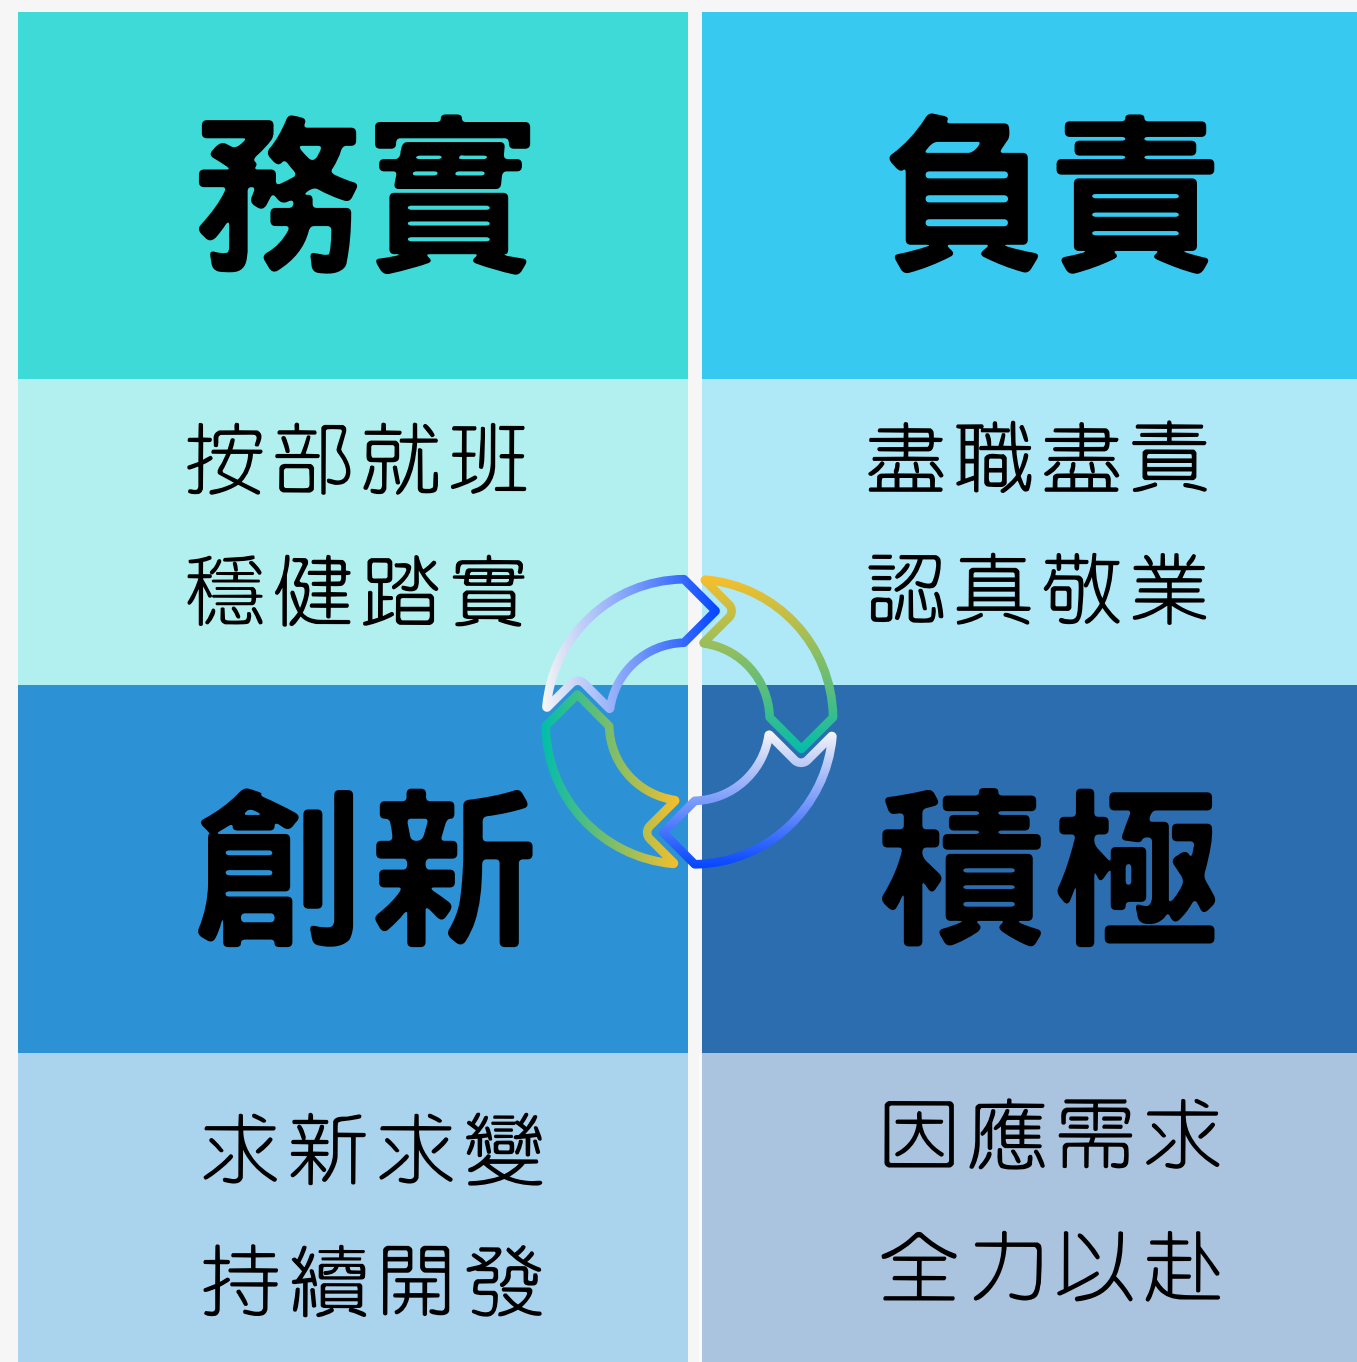 務實
按部就班
穩健踏實
負責
盡職盡責
認真敬業
創新
求新求變
持續開發
積極
因應需求
全力以赴